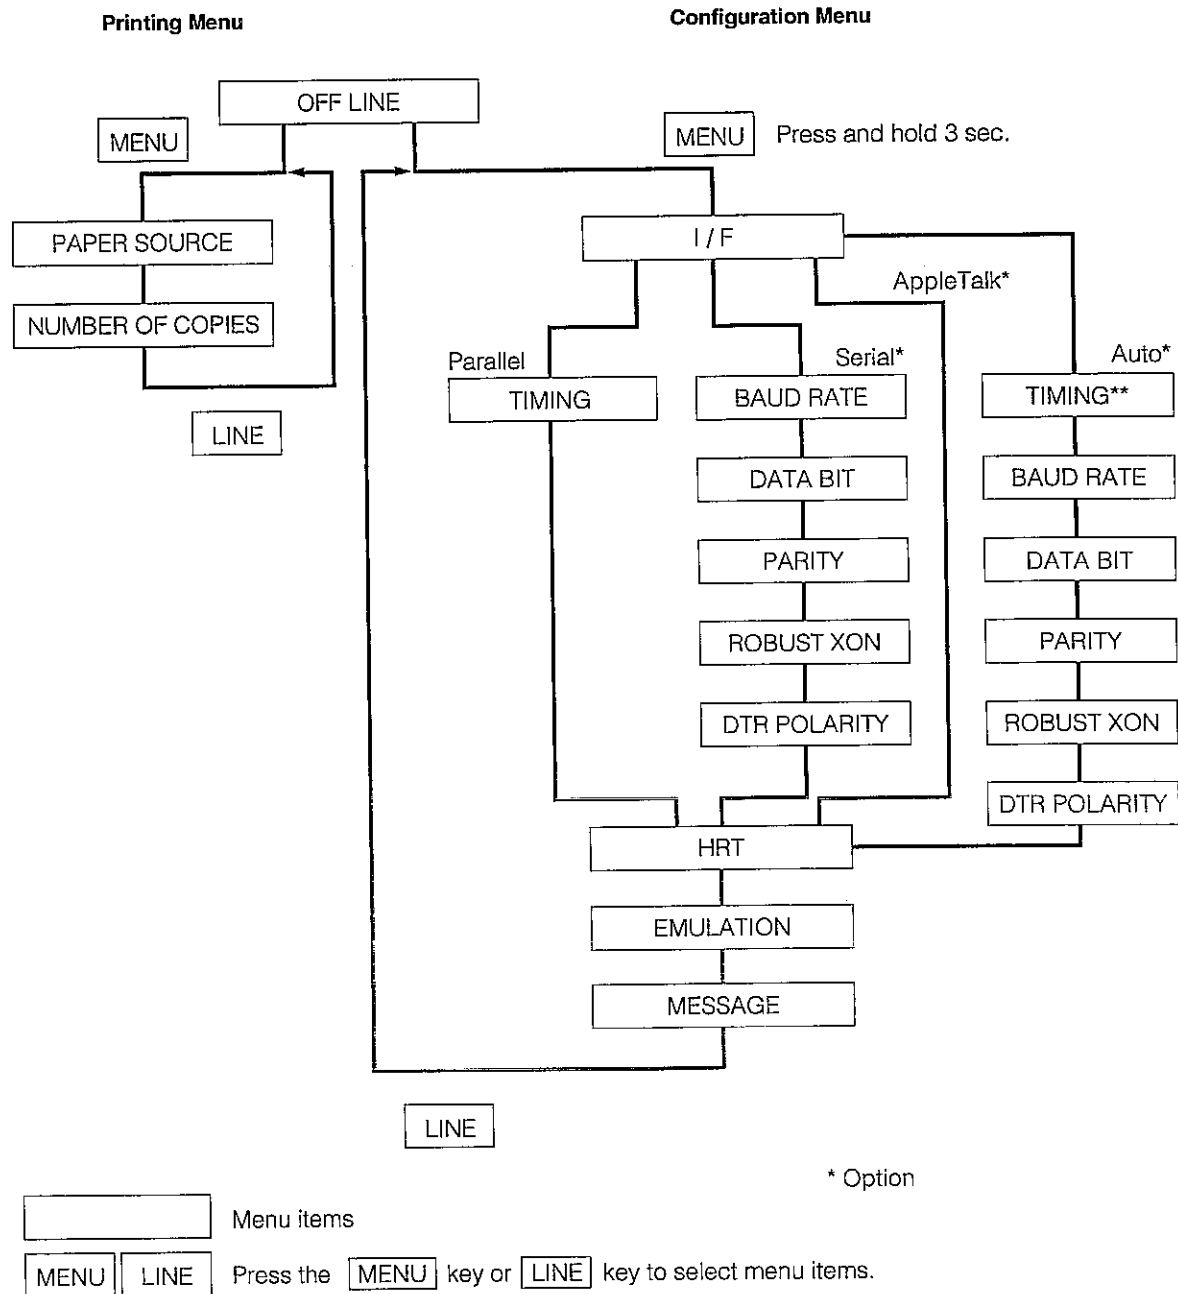 Printing Menu
Configuration Menu
OFF LINE
MENU
MENU Press and hold 3 sec.
PAPER SOURCE
NUMBER OF COPIES
LINE
I / F
AppleTalk*
Parallel
TIMING
Serial*
BAUD RATE
DATA BIT
PARITY
ROBUST XON
DTR POLARITY
Auto*
TIMING**
BAUD RATE
DATA BIT
PARITY
ROBUST XON
DTR POLARITY
HRT
EMULATION
MESSAGE
LINE
* Option
Menu items
MENU LINE Press the MENU key or LINE key to select menu items.